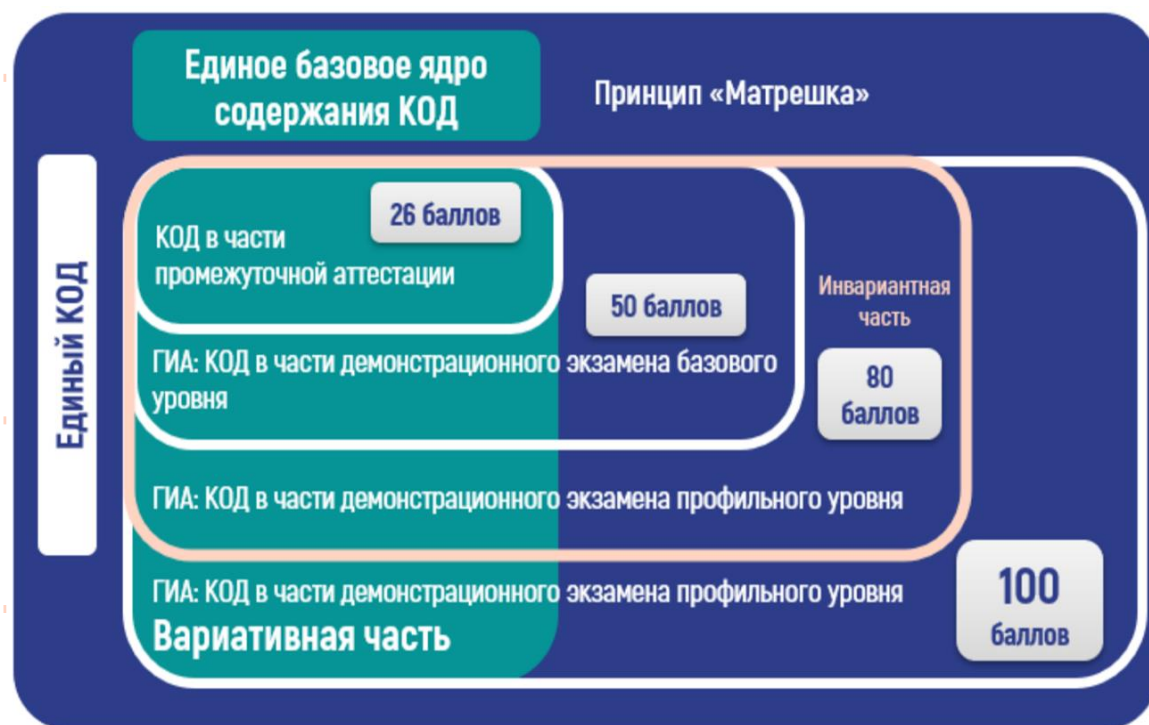 Единое базовое ядро
содержания КОД
Принцип «Матрешка»
Единый КОД
26 баллов
КОД в части
промежуточной аттестации
50 баллов
Инвариантная
часть
ГИА: КОД в части демонстрационного экзамена базового
уровня
80
баллов
ГИА: КОД в части демонстрационного экзамена профильного уровня
ГИА: КОД в части демонстрационного экзамена профильного уровня
Вариативная часть
100
баллов